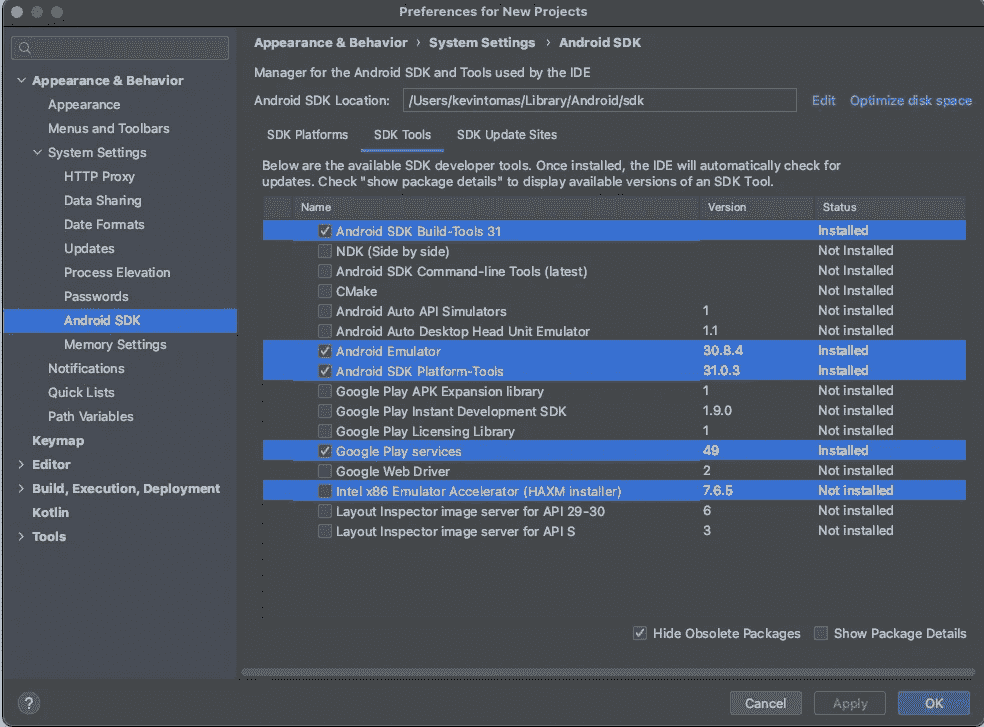 Preferences for New Projects
Appearance & Behavior
Appearance
Menus and Toolbars
System Settings
HTTP Proxy
Data Sharing
Date Formats
Updates
Process Elevation
Passwords
Android SDK
Memory Settings
Notifications
Quick Lists
Path Variables
Keymap
Editor
Build, Execution, Deployment
Kotlin
Tools
Appearance & Behavior › System Settings › Android SDK
Manager for the Android SDK and Tools used by the IDE
Android SDK Location: /Users/kevintomas/Library/Android/sdk Edit Optimize disk space
SDK Platforms SDK Tools SDK Update Sites
Below are the available SDK developer tools. Once installed, the IDE will automatically check for
updates. Check "show package details" to display available versions of an SDK Tool.
Name Version Status
Android SDK Build-Tools 31 Installed
NDK (Side by side) Not Installed
Android SDK Command-line Tools (latest) Not Installed
CMake Not Installed
Android Auto API Simulators 1 Not installed
Android Auto Desktop Head Unit Emulator 1.1 Not installed
Android Emulator 30.8.4 Installed
Android SDK Platform-Tools 31.0.3 Installed
Google Play APK Expansion library 1 Not installed
Google Play Instant Development SDK 1.9.0 Not installed
Google Play Licensing Library 1 Not installed
Google Play services 49 Installed
Google Web Driver 2 Not installed
Intel x86 Emulator Accelerator (HAXM installer) 7.6.5 Not installed
Layout Inspector image server for API 29-30 6 Not installed
Layout Inspector image server for API S 3 Not installed
Hide Obsolete Packages Show Package Details
? Cancel Apply OK